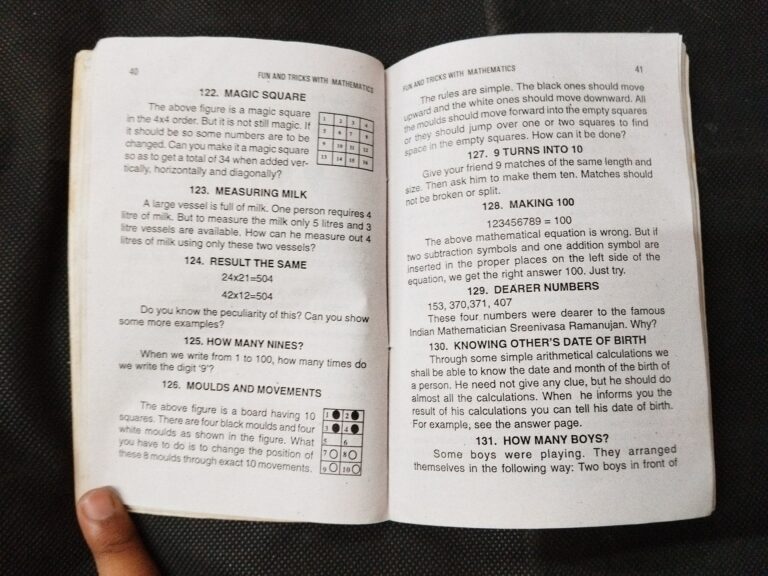 40
FUN AND TRICKS WITH MATHEMATICS
122. MAGIC SQUARE
The above figure is a magic square
in the 4x4 order. But it is not still magic. If
it should be so some numbers are to be
changed. Can you make it a magic square
so as to get a total of 34 when added ver-
tically, horizontally and diagonally?
1 2 3 4
5 6 7 8
9 10 11 12
13 14 15 16
123. MEASURING MILK
A large vessel is full of milk. One person requires 4
litre of milk. But to measure the milk only 5 litres and 3
litre vessels are available. How can he measure out 4
litres of milk using only these two vessels?
124. RESULT THE SAME
24x21=504
42x12=504
Do you know the peculiarity of this? Can you show
some more examples?
125. HOW MANY NINES?
When we write from 1 to 100, how many times do
we write the digit '9'?
126. MOULDS AND MOVEMENTS
The above figure is a board having 10
squares. There are four black moulds and four
white moulds as shown in the figure. What
you have to do is to change the position of
these 8 moulds through exact 10 movements.
1 2
3 4
5 6
7 8
9 10
FUN AND TRICKS WITH MATHEMATICS
41
The rules are simple. The black ones should move
upward and the white ones should move downward. All
the moulds should move forward into the empty squares
or they should jump over one or two squares to find
space in the empty squares. How can it be done?
127. 9 TURNS INTO 10
Give your friend 9 matches of the same length and
size. Then ask him to make them ten. Matches should
not be broken or split.
128. MAKING 100
123456789 = 100
The above mathematical equation is wrong. But if
two subtraction symbols and one addition symbol are
inserted in the proper places on the left side of the
equation, we get the right answer 100. Just try.
129. DEARER NUMBERS
153, 370,371, 407
These four numbers were dearer to the famous
Indian Mathematician Sreenivasa Ramanujan. Why?
130. KNOWING OTHER'S DATE OF BIRTH
Through some simple arithmetical calculations we
shall be able to know the date and month of the birth of
a person. He need not give any clue, but he should do
almost all the calculations. When he informs you the
result of his calculations you can tell his date of birth.
For example, see the answer page.
131. HOW MANY BOYS?
Some boys were playing. They arranged
themselves in the following way: Two boys in front of